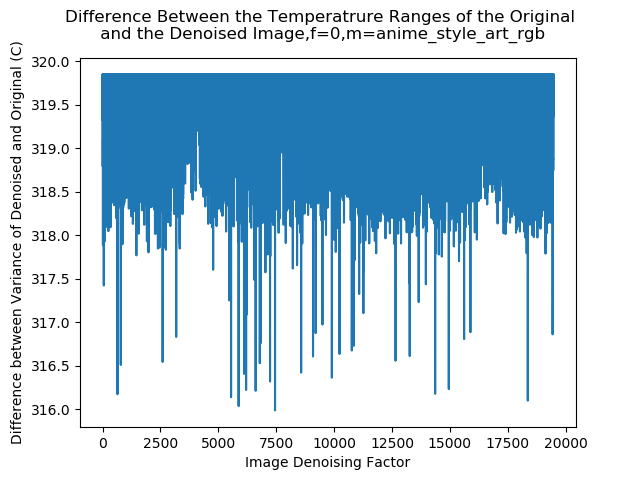 Difference Between the Temperatrure Ranges of the Original
and the Denoised Image,f=0,m=anime_style_art_rgb
Difference between Variance of Denoised and Original (C)
320.0
319.5
319.0
318.5
318.0
317.5
317.0
316.5
316.0
0 2500 5000 7500 10000 12500 15000 17500 20000
Image Denoising Factor